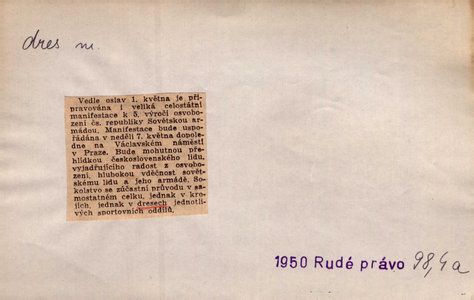 dres m.
Vedle oslav 1. května je při-
pravována i veliká celostátní
manifestace k 5. výročí osvobo-
zení čs. republiky Sovětskou ar-
mádou. Manifestace bude uspo-
řádána v neděli 7. května dopole-
dne na Václavském náměstí
v Praze. Bude mohutnou pře-
hlídkou československého lidu,
vyjadřujícího radost z osvobo-
zení, hlubokou vděčnost sovět-
skému lidu a jeho armádě. So-
kolstvo se zúčastní průvodu v sa-
mostatném celku, jednak v kro-
jích, jednak v dresech jednotli-
vých sportovních oddílů.
1950 Rudé právo 98,4a